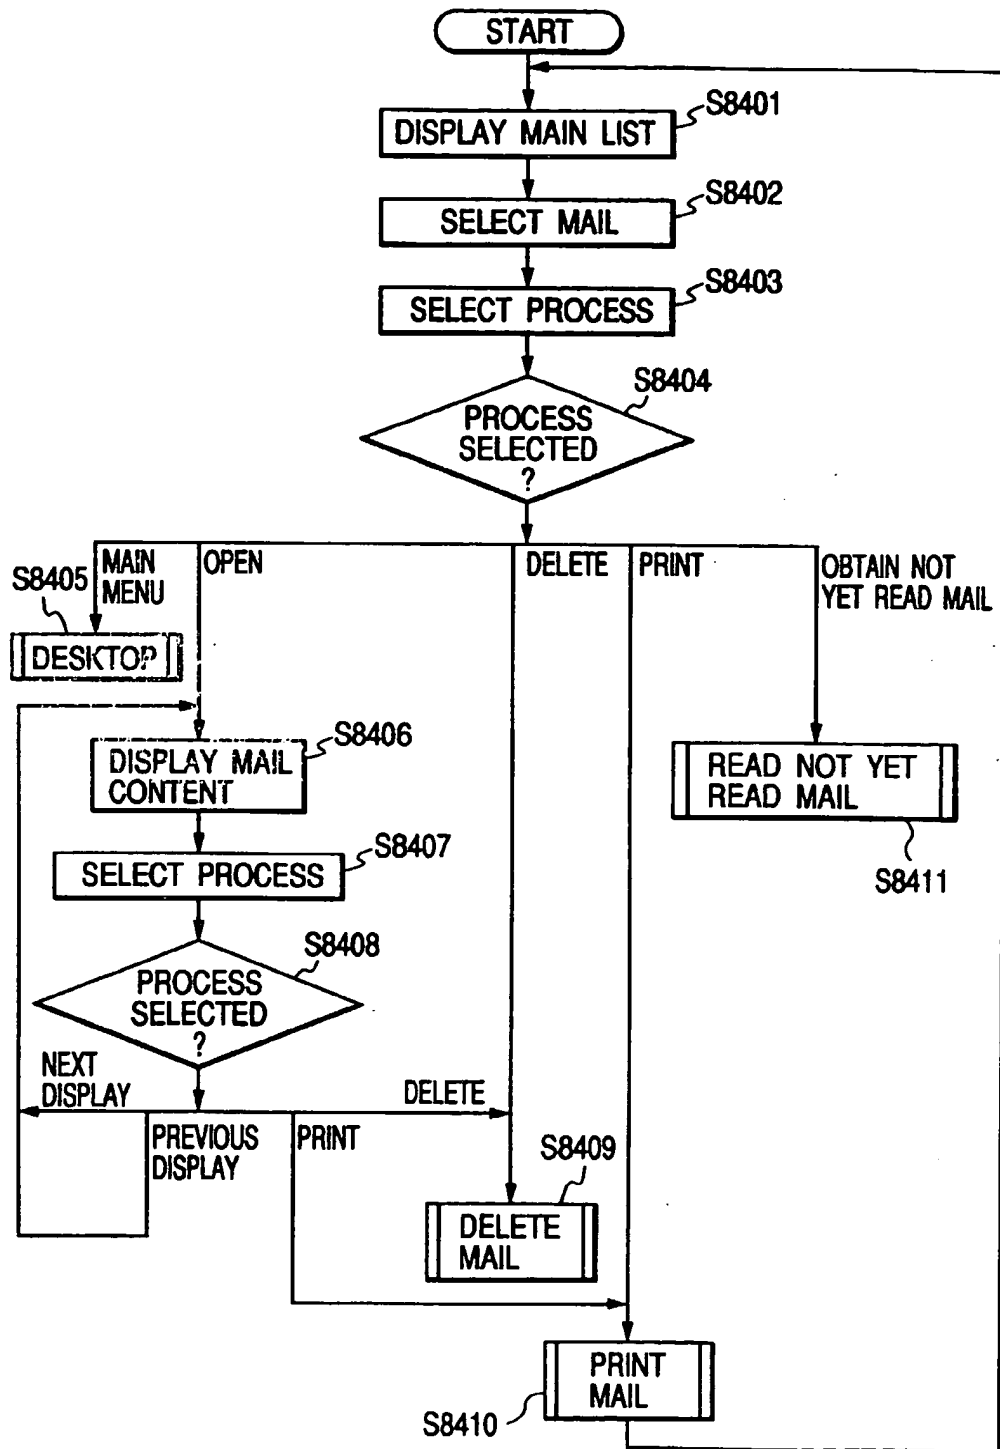 START
S8401
DISPLAY MAIN LIST
S8402
SELECT MAIL
S8403
SELECT PROCESS
S8404
PROCESS
SELECTED
?
MAIN
MENU
OPEN
DELETE
PRINT
OBTAIN NOT
YET READ MAIL
S8405
DESKTOP
S8406
DISPLAY MAIL
CONTENT
READ NOT YET
READ MAIL
S8411
S8407
SELECT PROCESS
S8408
PROCESS
SELECTED
?
NEXT
DISPLAY
DELETE
PREVIOUS
DISPLAY
PRINT
S8409
DELETE
MAIL
PRINT
MAIL
S8410